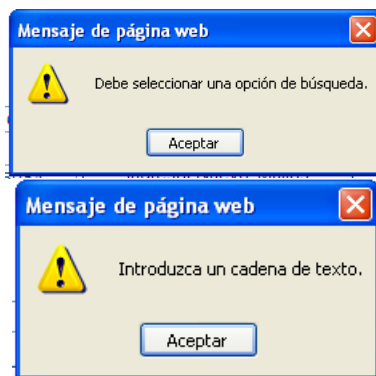 Mensaje de página web
Debe seleccionar una opción de búsqueda.
Aceptar
Mensaje de página web
Introduzca un cadena de texto.
Aceptar